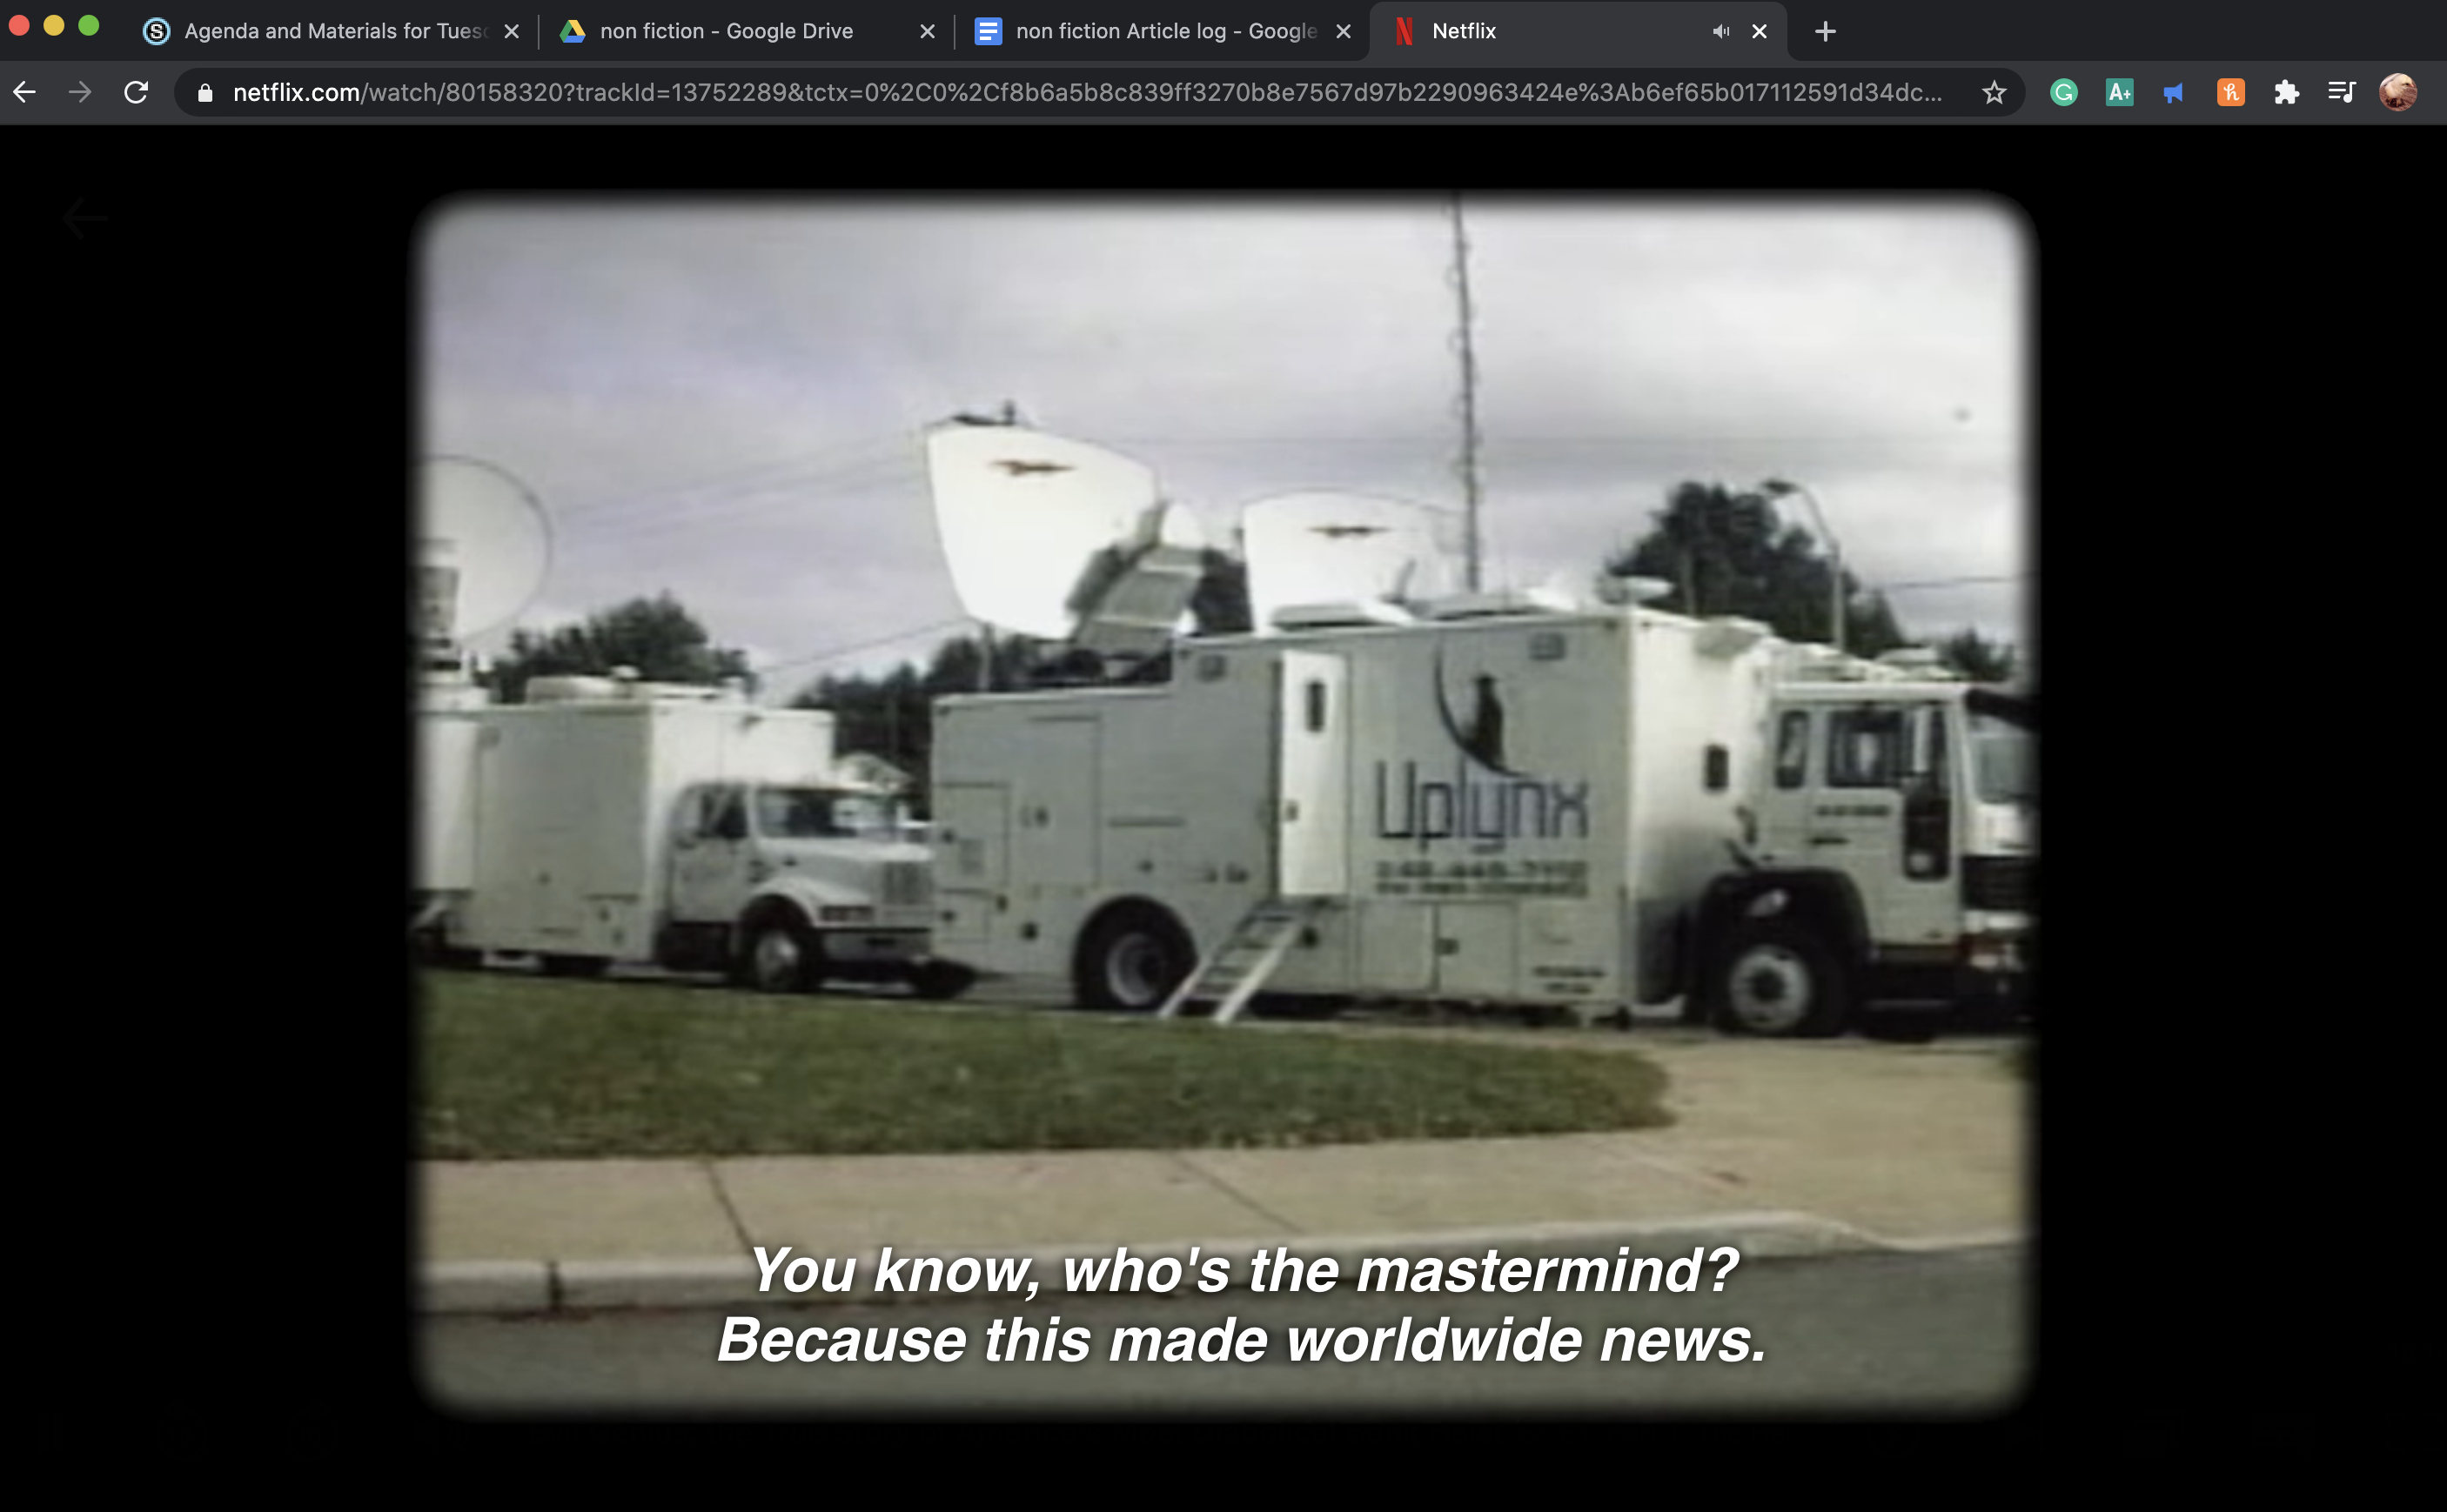 Agenda and Materials for Tuesd
non fiction - Google Drive
non fiction Article log - Google
Netflix
netflix.com/watch/80158320?trackId=13752289&tctx=0%2C0%2Cf8b6a5b8c839ff3270b8e7567d97b2290963424e%3Ab6ef65b017112591d34dc...
Uplynx
You know, who's the mastermind?
Because this made worldwide news.